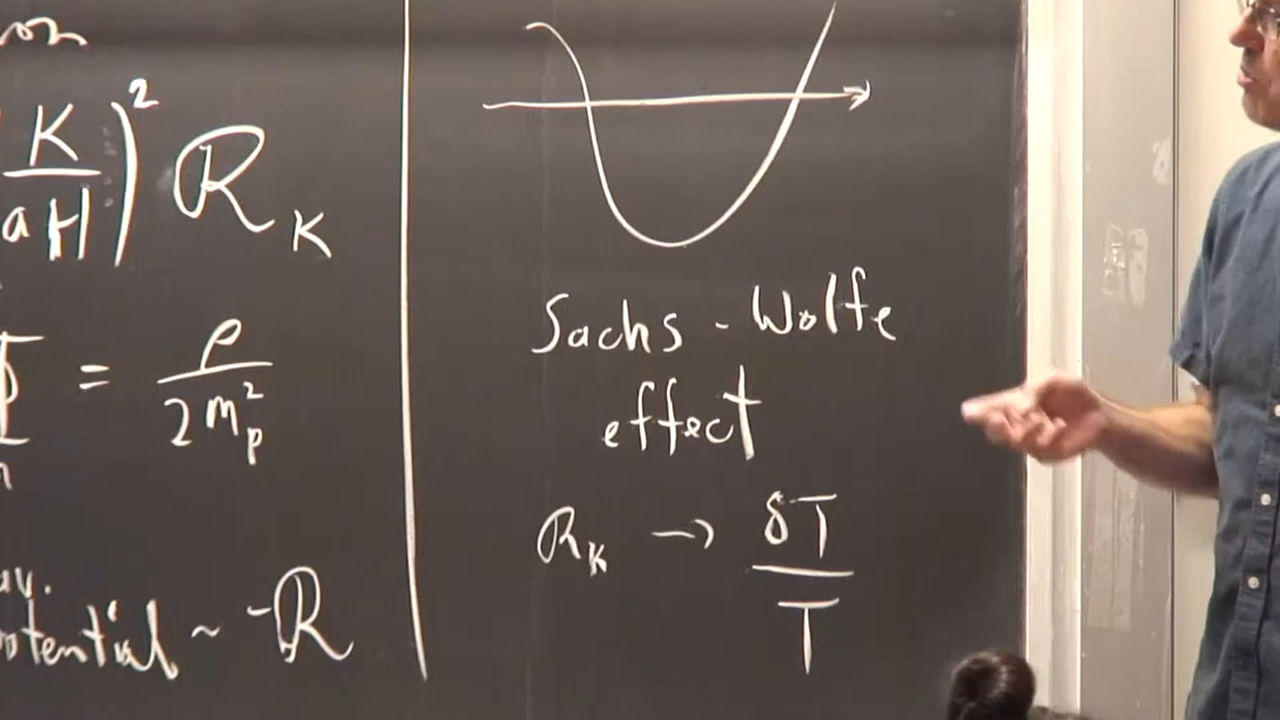 (K/aH)² R_K
= ρ/2m_p²
potential ~ -R
Sachs - Wolfe
effect
R_K → δT/T